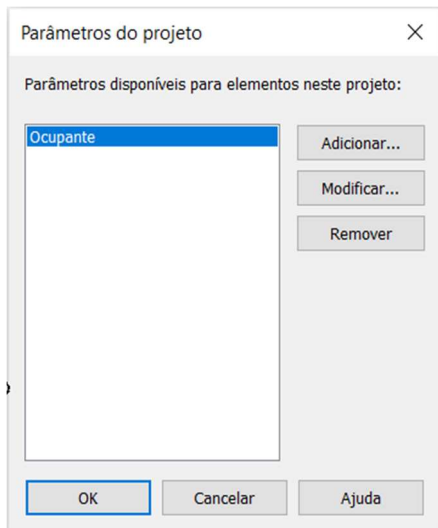 Parâmetros do projeto
Parâmetros disponíveis para elementos neste projeto:
Ocupante
Adicionar...
Modificar...
Remover
OK
Cancelar
Ajuda